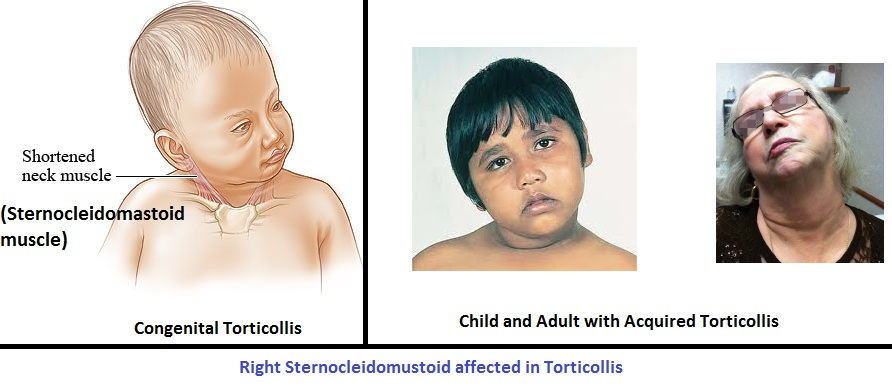 Shortened
neck muscle
(Sternocleidomastoid
muscle)
Congenital Torticollis
Child and Adult with Acquired Torticollis
Right Sternocleidomustoid affected in Torticollis